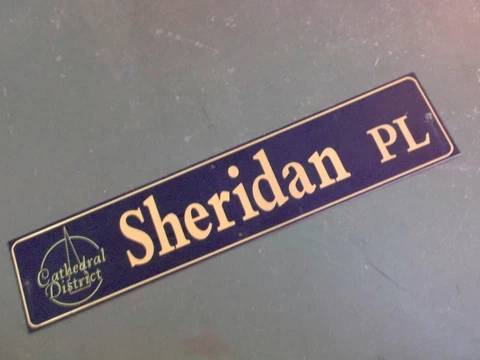 Cathedral
District
Sheridan PL